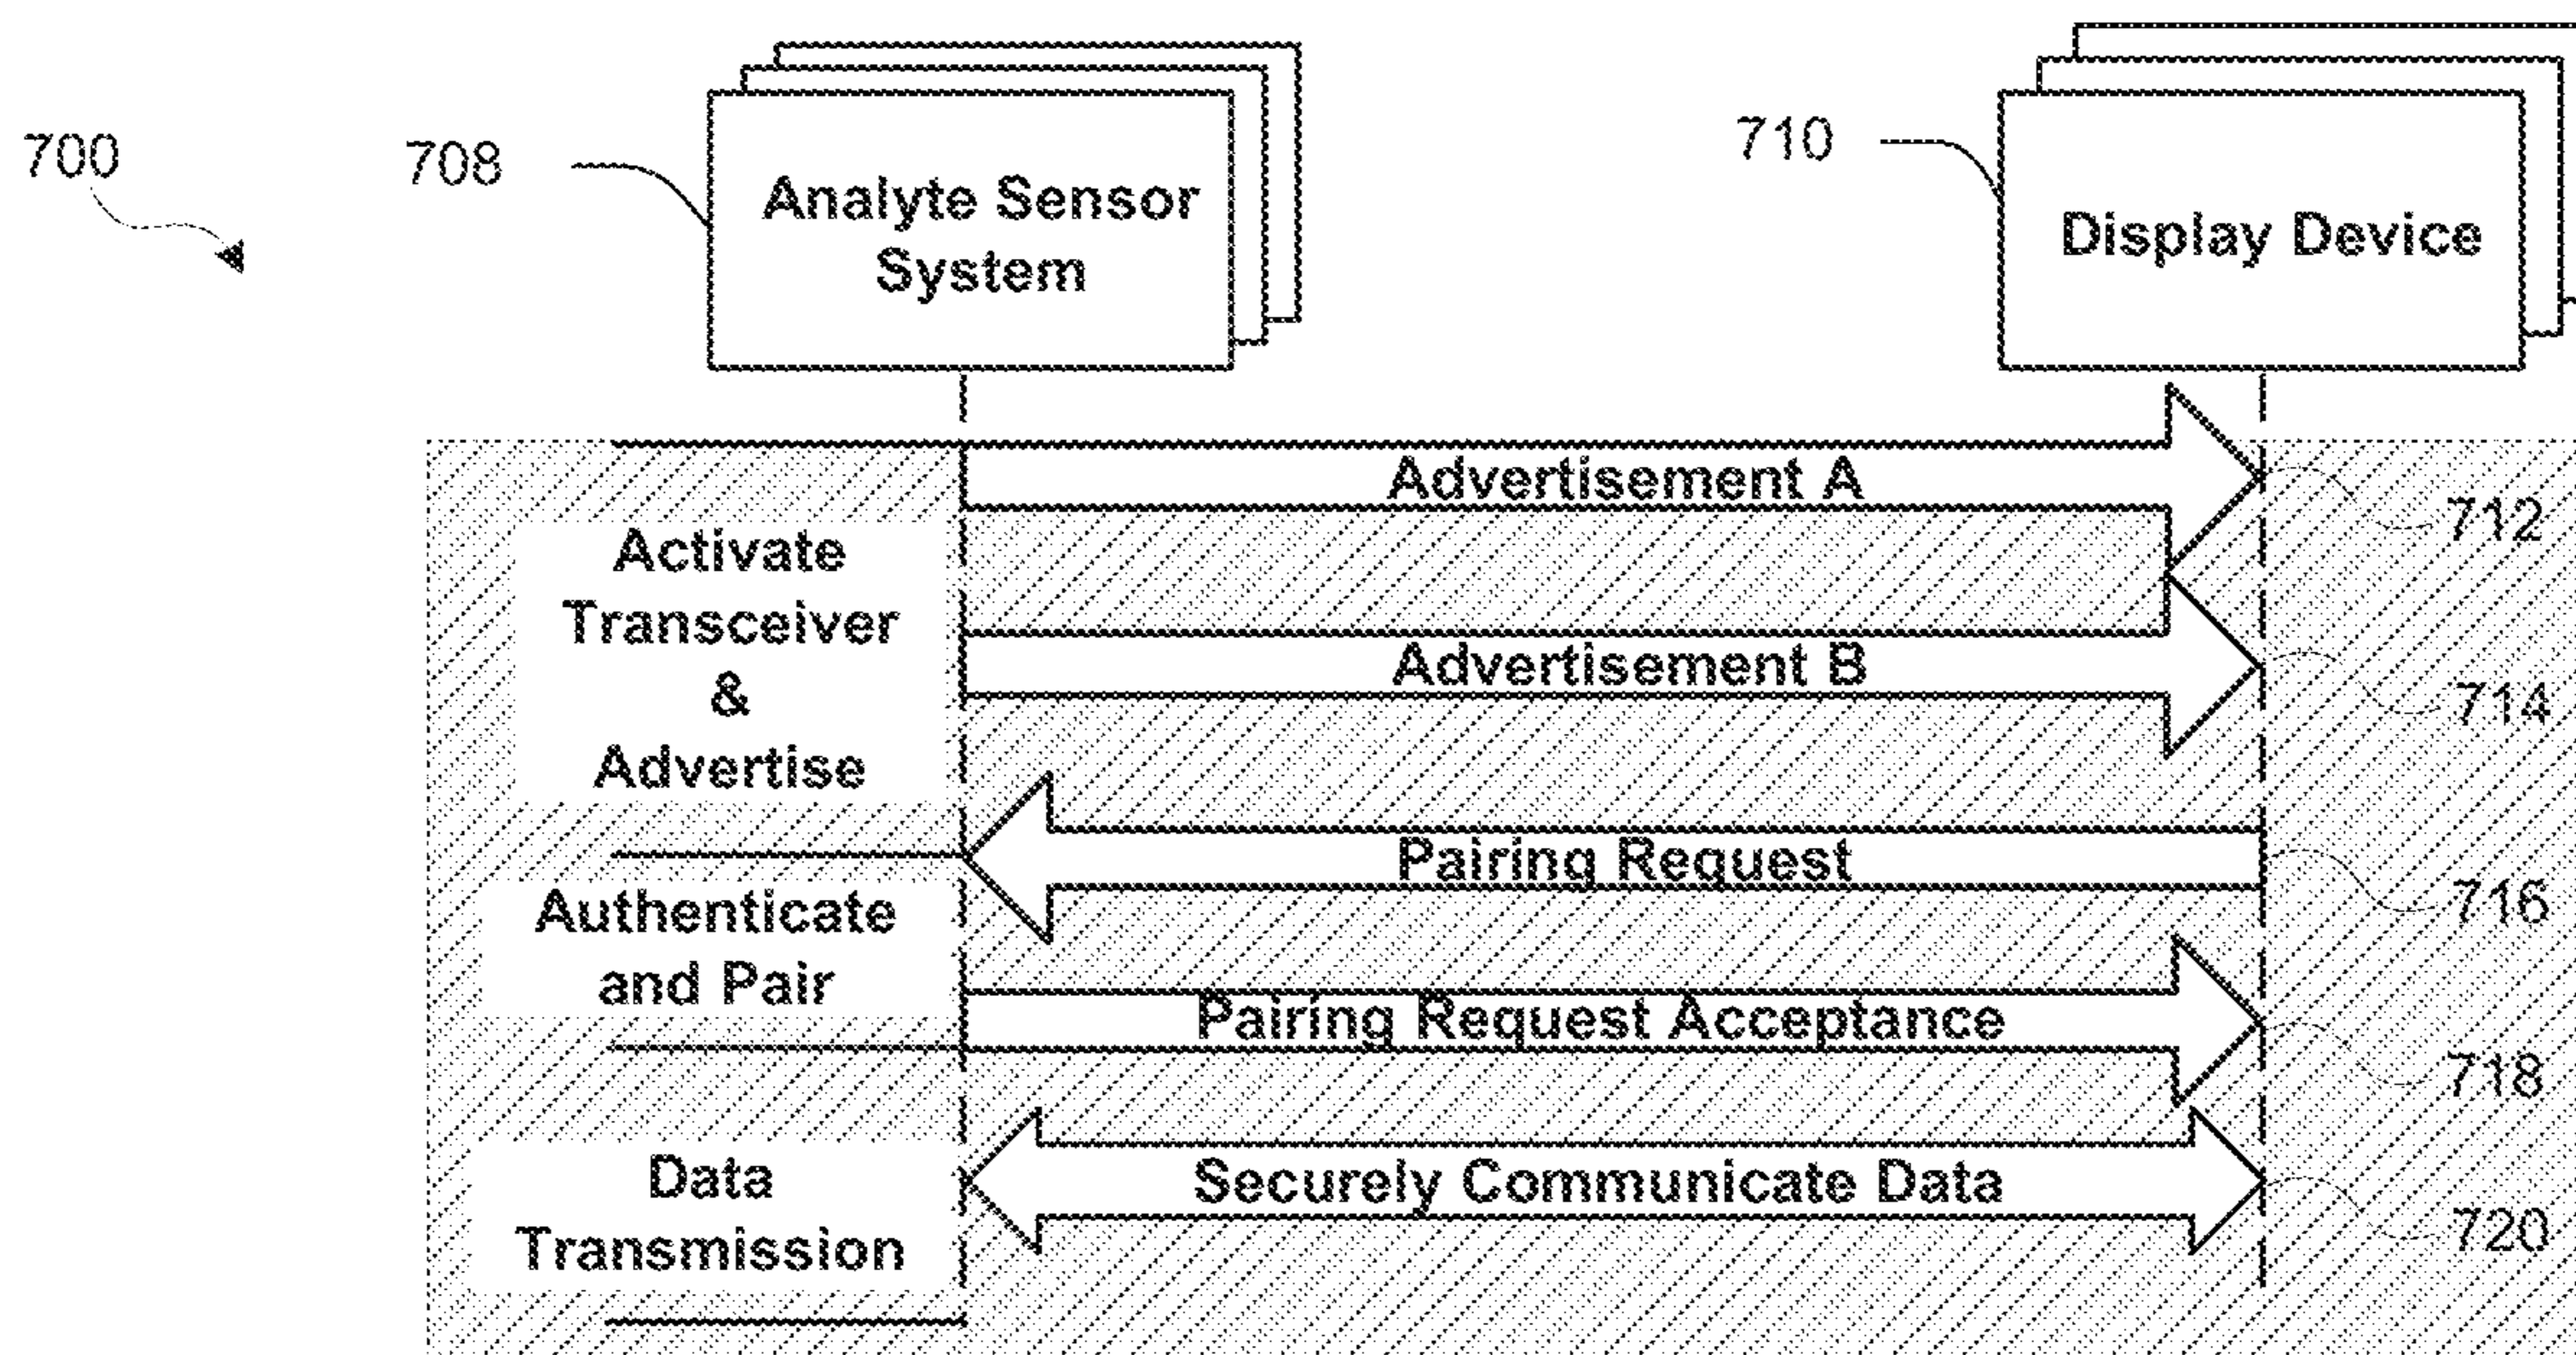 700
708
Analyte Sensor
System
710
Display Device
Advertisement A
712
Activate
Transceiver
&
Advertise
Advertisement B
714
Pairing Request
716
Authenticate
and Pair
Pairing Request Acceptance
718
Data
Transmission
Securely Communicate Data
720